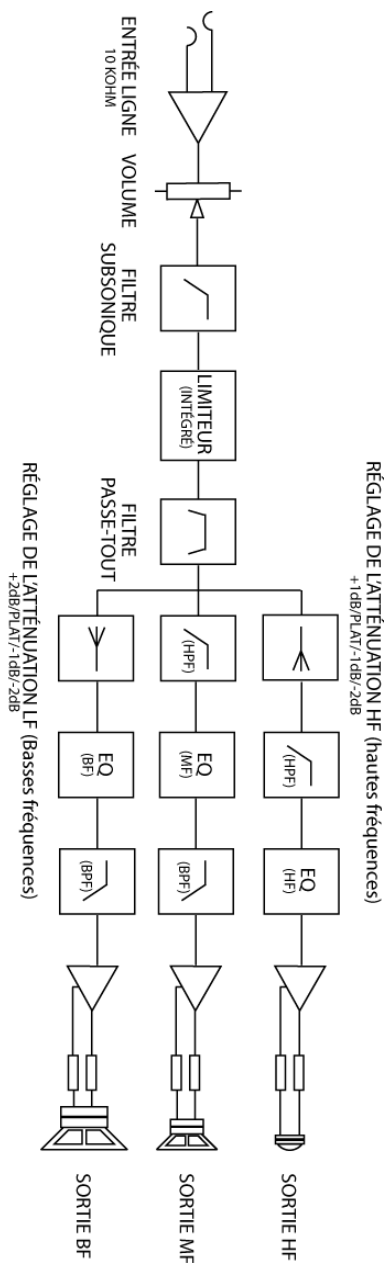 ENTRÉE LIGNE
10 KOHM
VOLUME
FILTRE
SUBSONIQUE
LIMITEUR
(INTÉGRÉ)
FILTRE
PASSE-TOUT
RÉGLAGE DE L'ATTÉNUATION HF (hautes fréquences)
+1dB/PLAT/-1dB/-2dB
(HPF)
EQ
(HF)
SORTIE HF
(HPF)
EQ
(MF)
(BPF)
SORTIE MF
RÉGLAGE DE L'ATTÉNUATION LF (Basses fréquences)
+2dB/PLAT/-1dB/-2dB
EQ
(BF)
(BPF)
SORTIE BF